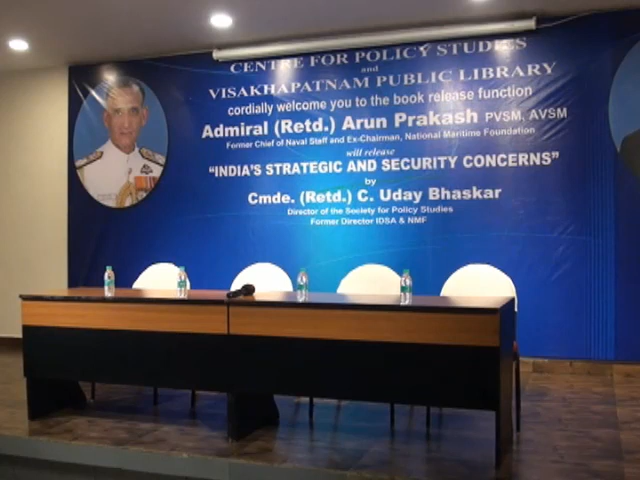 CENTRE FOR POLICY STUDIES
and
VISAKHAPATNAM PUBLIC LIBRARY
cordially welcome you to the book release function
Admiral (Retd.) Arun Prakash PVSM, AVSM
Former Chief of Naval Staff and Ex-Chairman, National Maritime Foundation
will release
"INDIA'S STRATEGIC AND SECURITY CONCERNS"
by
Cmde. (Retd.) C. Uday Bhaskar
Director of the Society for Policy Studies
Former Director IDSA & NMF